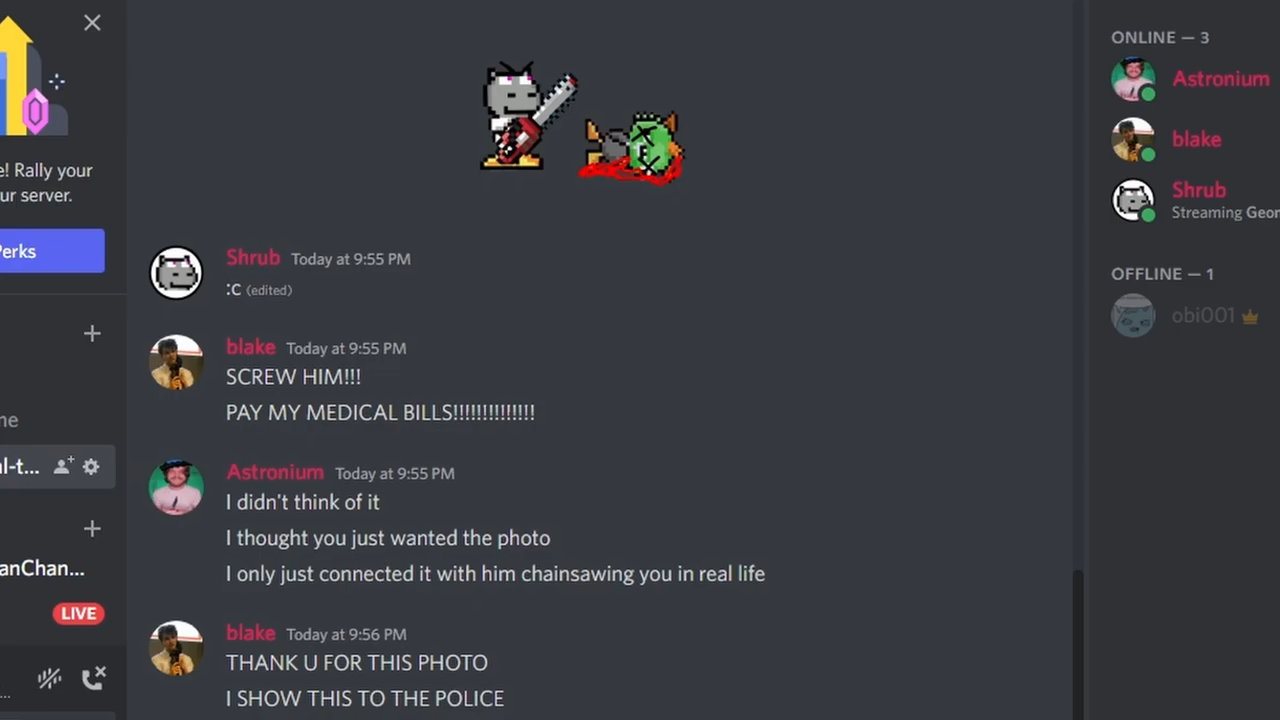 e! Rally your
ur server.
Perks
ne
al-t...
anChan...
LIVE
...
Shrub Today at 9:55 PM
:c (edited)
blake Today at 9:55 PM
SCREW HIM!!!
PAY MY MEDICAL BILLS!!!!!!!!!!!!!!
Astronium Today at 9:55 PM
I didn't think of it
I thought you just wanted the photo
I only just connected it with him chainsawing you in real life
blake Today at 9:56 PM
THANK U FOR THIS PHOTO
I SHOW THIS TO THE POLICE
ONLINE — 3
Astronium
blake
Shrub
Streaming Geor
OFFLINE — 1
obi001